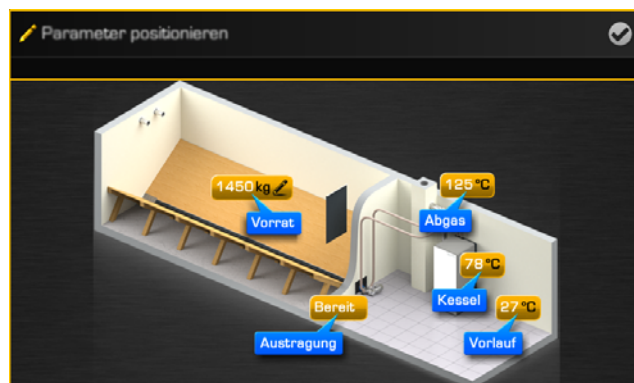 Parameter positionieren
1450 kg
Vorrat
125 °C
Abgas
78 °C
Kessel
Bereit
Austragung
27 °C
Vorlauf